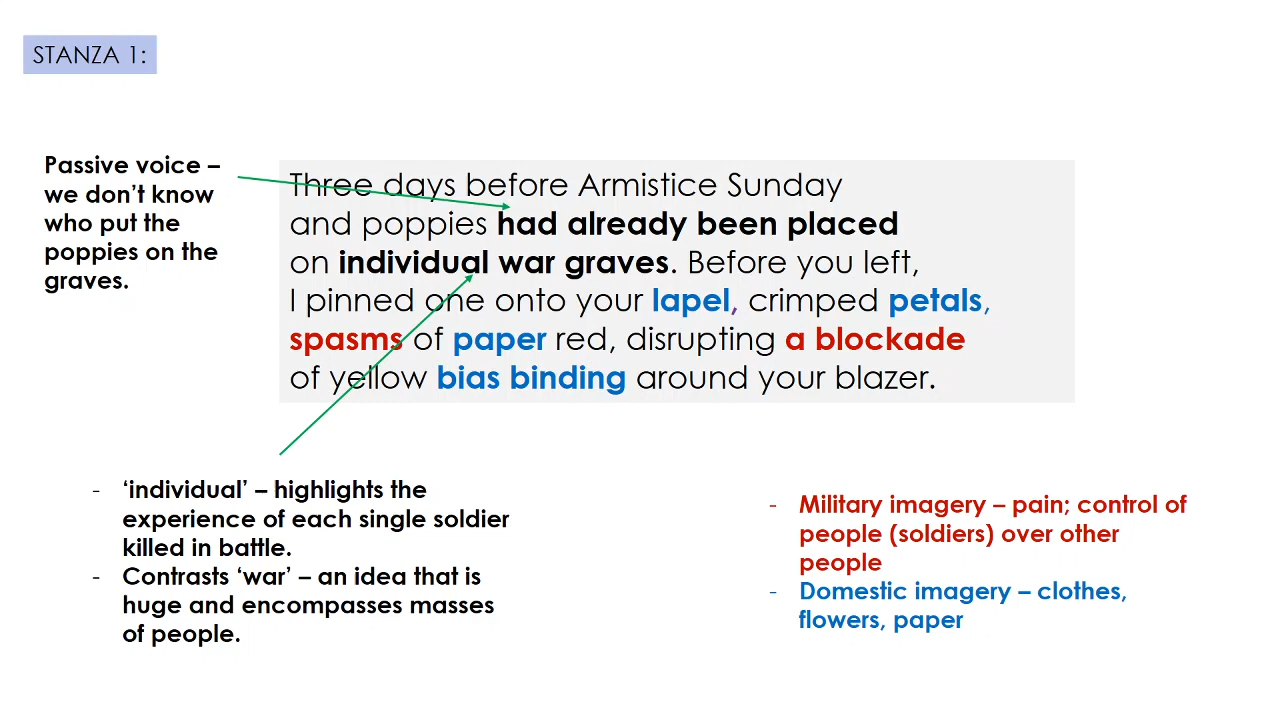 STANZA 1:
Passive voice –
we don’t know
who put the
poppies on the
graves.
Three days before Armistice Sunday
and poppies had already been placed
on individual war graves. Before you left,
I pinned one onto your lapel, crimped petals,
spasms of paper red, disrupting a blockade
of yellow bias binding around your blazer.
- ‘individual’ – highlights the
experience of each single soldier
killed in battle.
- Contrasts ‘war’ – an idea that is
huge and encompasses masses
of people.
- Military imagery – pain; control of
people (soldiers) over other
people
- Domestic imagery – clothes,
flowers, paper